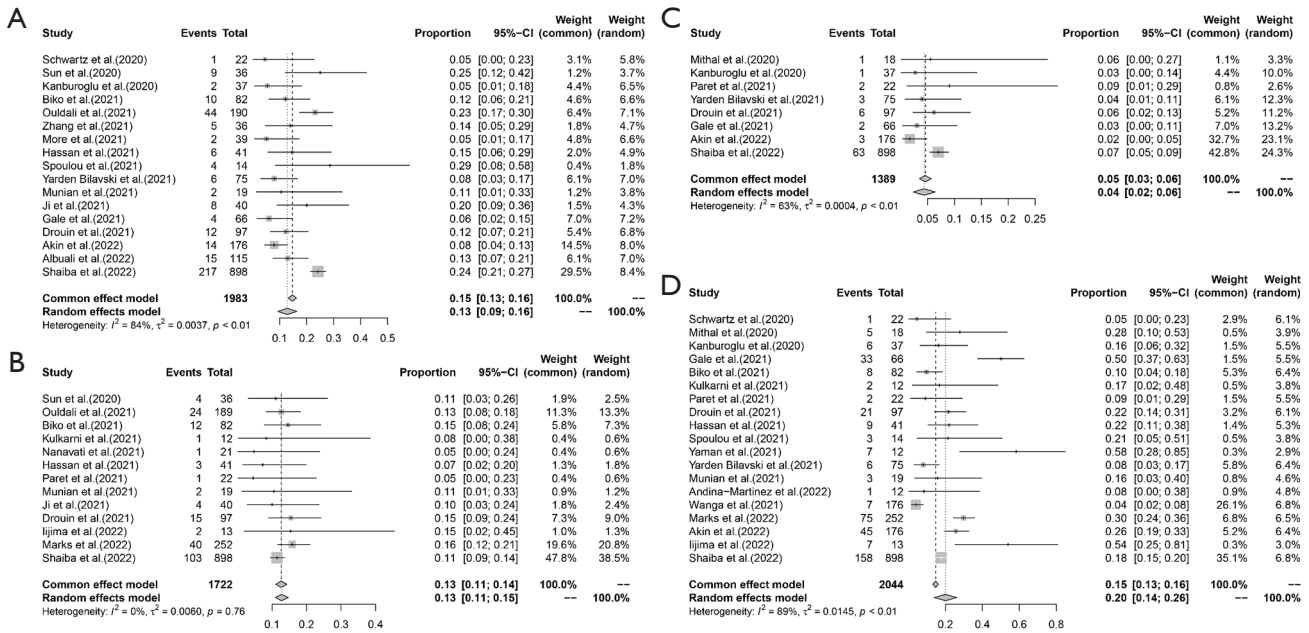 A
Study Events Total Proportion 95%−CI Weight (common) Weight (random)
Schwartz et al.(2020) 1 22 0.05 [0.00; 0.23] 3.1% 5.8%
Sun et al.(2020) 9 36 0.25 [0.12; 0.42] 1.2% 3.7%
Kanburoglu et al.(2020) 2 37 0.05 [0.01; 0.18] 4.4% 6.5%
Biko et al.(2021) 10 82 0.12 [0.06; 0.21] 4.6% 6.6%
Ouldali et al.(2021) 44 190 0.23 [0.17; 0.30] 6.4% 7.1%
Zhang et al.(2021) 5 36 0.14 [0.05; 0.29] 1.8% 4.7%
More et al.(2021) 2 39 0.05 [0.01; 0.17] 4.8% 6.6%
Hassan et al.(2021) 6 41 0.15 [0.06; 0.29] 2.0% 4.8%
Spoulou et al.(2021) 4 14 0.29 [0.08; 0.58] 0.4% 1.8%
Yarden Bilavski et al.(2021) 6 75 0.08 [0.03; 0.17] 6.1% 7.0%
Munian et al.(2021) 2 19 0.11 [0.01; 0.33] 1.2% 3.8%
Ji et al.(2021) 8 40 0.20 [0.09; 0.36] 1.5% 4.3%
Gale et al.(2021) 4 66 0.06 [0.02; 0.15] 7.0% 7.2%
Drouin et al.(2021) 12 97 0.12 [0.07; 0.21] 5.4% 6.8%
Akin et al.(2022) 14 176 0.08 [0.04; 0.13] 14.5% 8.0%
Albuali et al.(2022) 15 115 0.13 [0.07; 0.21] 6.1% 7.0%
Shaiba et al.(2022) 217 898 0.24 [0.21; 0.27] 29.5% 8.4%
Common effect model 1983 0.15 [0.13; 0.16] 100.0% −−
Random effects model 0.13 [0.09; 0.16] −− 100.0%
Heterogeneity: I² = 84%, τ² = 0.0037, p < 0.01
0.1 0.2 0.3 0.4 0.5
B
Study Events Total Proportion 95%−CI Weight (common) Weight (random)
Sun et al.(2020) 4 36 0.11 [0.03; 0.26] 1.9% 2.5%
Ouldali et al.(2021) 24 189 0.13 [0.08; 0.18] 11.3% 13.3%
Biko et al.(2021) 12 82 0.15 [0.08; 0.24] 5.8% 7.3%
Kulkarni et al.(2021) 1 12 0.08 [0.00; 0.38] 0.4% 0.6%
Nanavati et al.(2021) 1 21 0.05 [0.00; 0.24] 0.4% 0.6%
Hassan et al.(2021) 3 41 0.07 [0.02; 0.20] 1.3% 1.8%
Paret et al.(2021) 1 22 0.05 [0.00; 0.23] 0.4% 0.6%
Munian et al.(2021) 2 19 0.11 [0.01; 0.33] 0.9% 1.2%
Ji et al.(2021) 4 40 0.10 [0.03; 0.24] 1.8% 2.4%
Drouin et al.(2021) 15 97 0.15 [0.09; 0.24] 7.3% 9.0%
Iijima et al.(2022) 2 13 0.15 [0.02; 0.45] 1.0% 1.3%
Marks et al.(2022) 40 252 0.16 [0.12; 0.21] 19.6% 20.8%
Shaiba et al.(2022) 103 898 0.11 [0.09; 0.14] 47.8% 38.5%
Common effect model 1722 0.13 [0.11; 0.14] 100.0% −−
Random effects model 0.13 [0.11; 0.15] −− 100.0%
Heterogeneity: I² = 0%, τ² = 0.0060, p = 0.76
0.1 0.2 0.3 0.4
C
Study Events Total Proportion 95%−CI Weight (common) Weight (random)
Mithal et al.(2020) 1 18 0.06 [0.00; 0.27] 1.1% 3.3%
Kanburoglu et al.(2020) 1 37 0.03 [0.00; 0.14] 4.4% 10.0%
Paret et al.(2021) 2 22 0.09 [0.01; 0.29] 0.8% 2.6%
Yarden Bilavski et al.(2021) 3 75 0.04 [0.01; 0.11] 6.1% 12.3%
Drouin et al.(2021) 6 97 0.06 [0.02; 0.13] 5.2% 11.2%
Gale et al.(2021) 2 66 0.03 [0.00; 0.11] 7.0% 13.2%
Akin et al.(2022) 3 176 0.02 [0.00; 0.05] 32.7% 23.1%
Shaiba et al.(2022) 63 898 0.07 [0.05; 0.09] 42.8% 24.3%
Common effect model 1389 0.05 [0.03; 0.06] 100.0% −−
Random effects model 0.04 [0.02; 0.06] −− 100.0%
Heterogeneity: I² = 63%, τ² = 0.0004, p < 0.01
0.05 0.1 0.15 0.2 0.25
D
Study Events Total Proportion 95%−CI Weight (common) Weight (random)
Schwartz et al.(2020) 1 22 0.05 [0.00; 0.23] 2.9% 6.1%
Mithal et al.(2020) 5 18 0.28 [0.10; 0.53] 0.5% 3.9%
Kanburoglu et al.(2020) 6 37 0.16 [0.06; 0.32] 1.5% 5.5%
Gale et al.(2021) 33 66 0.50 [0.37; 0.63] 1.5% 5.5%
Biko et al.(2021) 8 82 0.10 [0.04; 0.18] 5.3% 6.4%
Kulkarni et al.(2021) 2 12 0.17 [0.02; 0.48] 0.5% 3.8%
Paret et al.(2021) 2 22 0.09 [0.01; 0.29] 1.5% 5.5%
Drouin et al.(2021) 21 97 0.22 [0.14; 0.31] 3.2% 6.1%
Hassan et al.(2021) 9 41 0.22 [0.11; 0.38] 1.4% 5.3%
Spoulou et al.(2021) 3 14 0.21 [0.05; 0.51] 0.5% 3.8%
Yaman et al.(2021) 7 12 0.58 [0.28; 0.85] 0.3% 2.9%
Yarden Bilavski et al.(2021) 6 75 0.08 [0.03; 0.17] 5.8% 6.4%
Munian et al.(2021) 3 19 0.16 [0.03; 0.40] 0.8% 4.7%
Andina−Martinez et al.(2022) 1 12 0.08 [0.00; 0.38] 0.9% 4.8%
Wanga et al.(2021) 7 176 0.04 [0.02; 0.08] 26.1% 6.8%
Marks et al.(2022) 75 252 0.30 [0.24; 0.36] 6.8% 6.5%
Akin et al.(2022) 45 176 0.26 [0.19; 0.33] 5.2% 6.4%
Iijima et al.(2022) 7 13 0.54 [0.25; 0.81] 0.3% 3.0%
Shaiba et al.(2022) 158 898 0.18 [0.15; 0.20] 35.1% 6.8%
Common effect model 2044 0.15 [0.13; 0.16] 100.0% −−
Random effects model 0.20 [0.14; 0.26] −− 100.0%
Heterogeneity: I² = 89%, τ² = 0.0145, p < 0.01
0.2 0.4 0.6 0.8